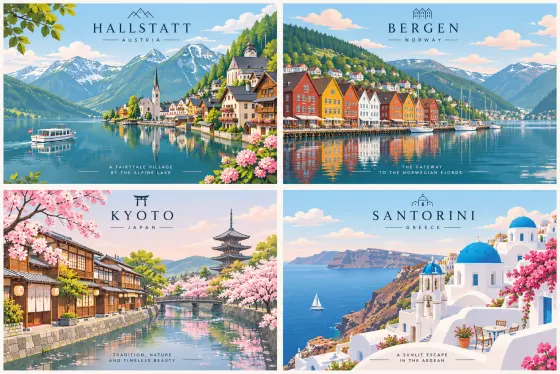 HALLSTATT
AUSTRIA
A FAIRYTALE VILLAGE
BY THE ALPINE LAKE
BERGEN
NORWAY
THE GATEWAY
TO THE NORWEGIAN FJORDS
KYOTO
JAPAN
TRADITION, NATURE
AND TIMELESS BEAUTY
SANTORINI
GREECE
A SUNLIT ESCAPE
IN THE AEGEAN